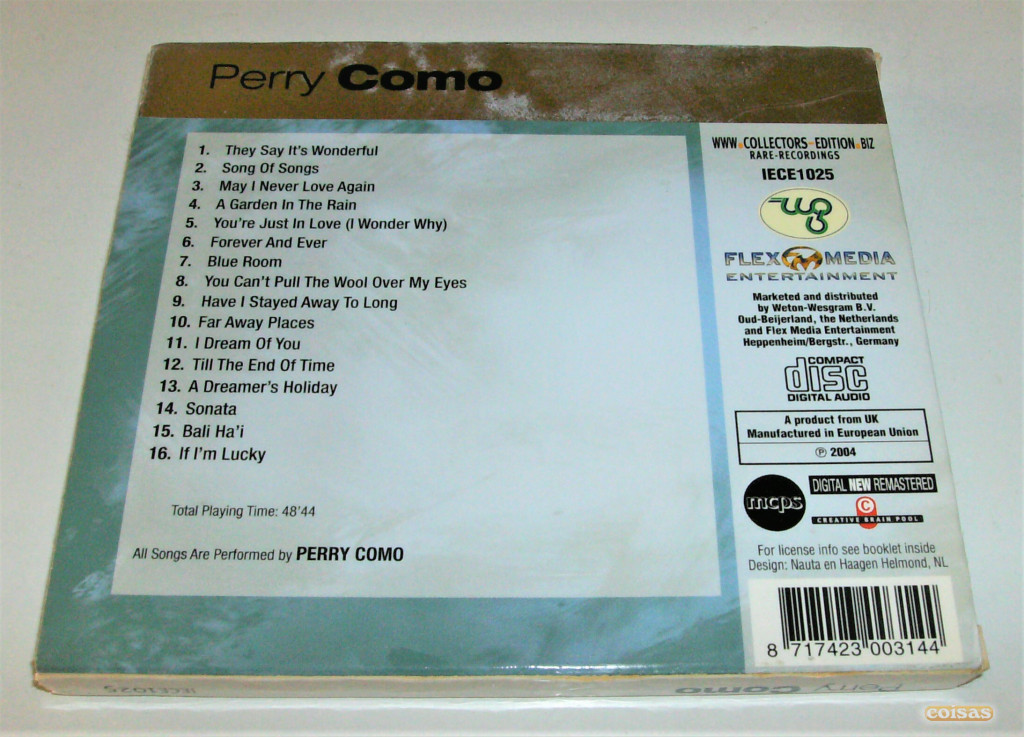 Perry Como
1. They Say It's Wonderful
2. Song Of Songs
3. May I Never Love Again
4. A Garden In The Rain
5. You're Just In Love (I Wonder Why)
6. Forever And Ever
7. Blue Room
8. You Can't Pull The Wool Over My Eyes
9. Have I Stayed Away To Long
10. Far Away Places
11. I Dream Of You
12. Till The End Of Time
13. A Dreamer's Holiday
14. Sonata
15. Bali Ha'i
16. If I'm Lucky
Total Playing Time: 48'44
All Songs Are Performed by PERRY COMO
WWW.COLLECTORS-EDITION.BIZ
RARE-RECORDINGS
IECE1025
wg
FLEX MEDIA
ENTERTAINMENT
Marketed and distributed
by Weton-Wesgram B.V.
Oud-Beijerland, the Netherlands
and Flex Media Entertainment
Heppenheim/Bergstr., Germany
COMPACT
disc
DIGITAL AUDIO
A product from UK
Manufactured in European Union
℗ 2004
mcps
DIGITAL NEW REMASTERED
C
CREATIVE BRAIN POOL
For license info see booklet inside
Design: Nauta en Haagen Helmond, NL
8 717423 003144
IECE1025
Perry Como
coisas